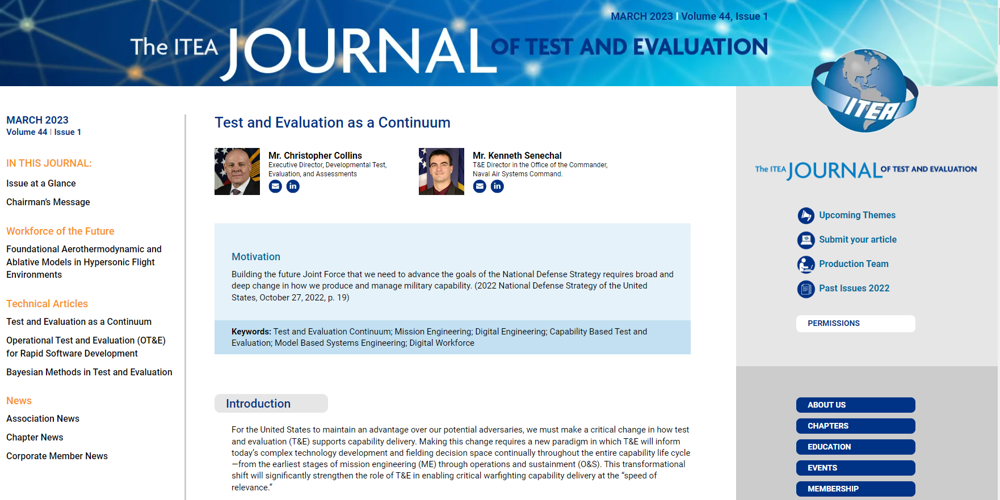 MARCH 2023 I Volume 44, Issue 1
The ITEA JOURNAL OF TEST AND EVALUATION
MARCH 2023
Volume 44 I Issue 1
IN THIS JOURNAL:
Issue at a Glance
Chairman’s Message
Workforce of the Future
Foundational Aerothermodynamic and
Ablative Models in Hypersonic Flight
Environments
Technical Articles
Test and Evaluation as a Continuum
Operational Test and Evaluation (OT&E)
for Rapid Software Development
Bayesian Methods in Test and Evaluation
News
Association News
Chapter News
Corporate Member News
Test and Evaluation as a Continuum
Mr. Christopher Collins
Executive Director, Developmental Test,
Evaluation, and Assessments
in
Mr. Kenneth Senechal
T&E Director in the Office of the Commander,
Naval Air Systems Command.
in
Motivation
Building the future Joint Force that we need to advance the goals of the National Defense Strategy requires broad and
deep change in how we produce and manage military capability. (2022 National Defense Strategy of the United
States, October 27, 2022, p. 19)
Keywords: Test and Evaluation Continuum; Mission Engineering; Digital Engineering; Capability Based Test and
Evaluation; Model Based Systems Engineering; Digital Workforce
Introduction
For the United States to maintain an advantage over our potential adversaries, we must make a critical change in how test
and evaluation (T&E) supports capability delivery. Making this change requires a new paradigm in which T&E will inform
today’s complex technology development and fielding decision space continually throughout the entire capability life cycle
—from the earliest stages of mission engineering (ME) through operations and sustainment (O&S). This transformational
shift will significantly strengthen the role of T&E in enabling critical warfighting capability delivery at the “speed of
relevance.”
ITEA
The ITEA JOURNAL OF TEST AND EVALUATION
Upcoming Themes
Submit your article
Production Team
Past Issues 2022
PERMISSIONS
ABOUT US
CHAPTERS
EDUCATION
EVENTS
MEMBERSHIP